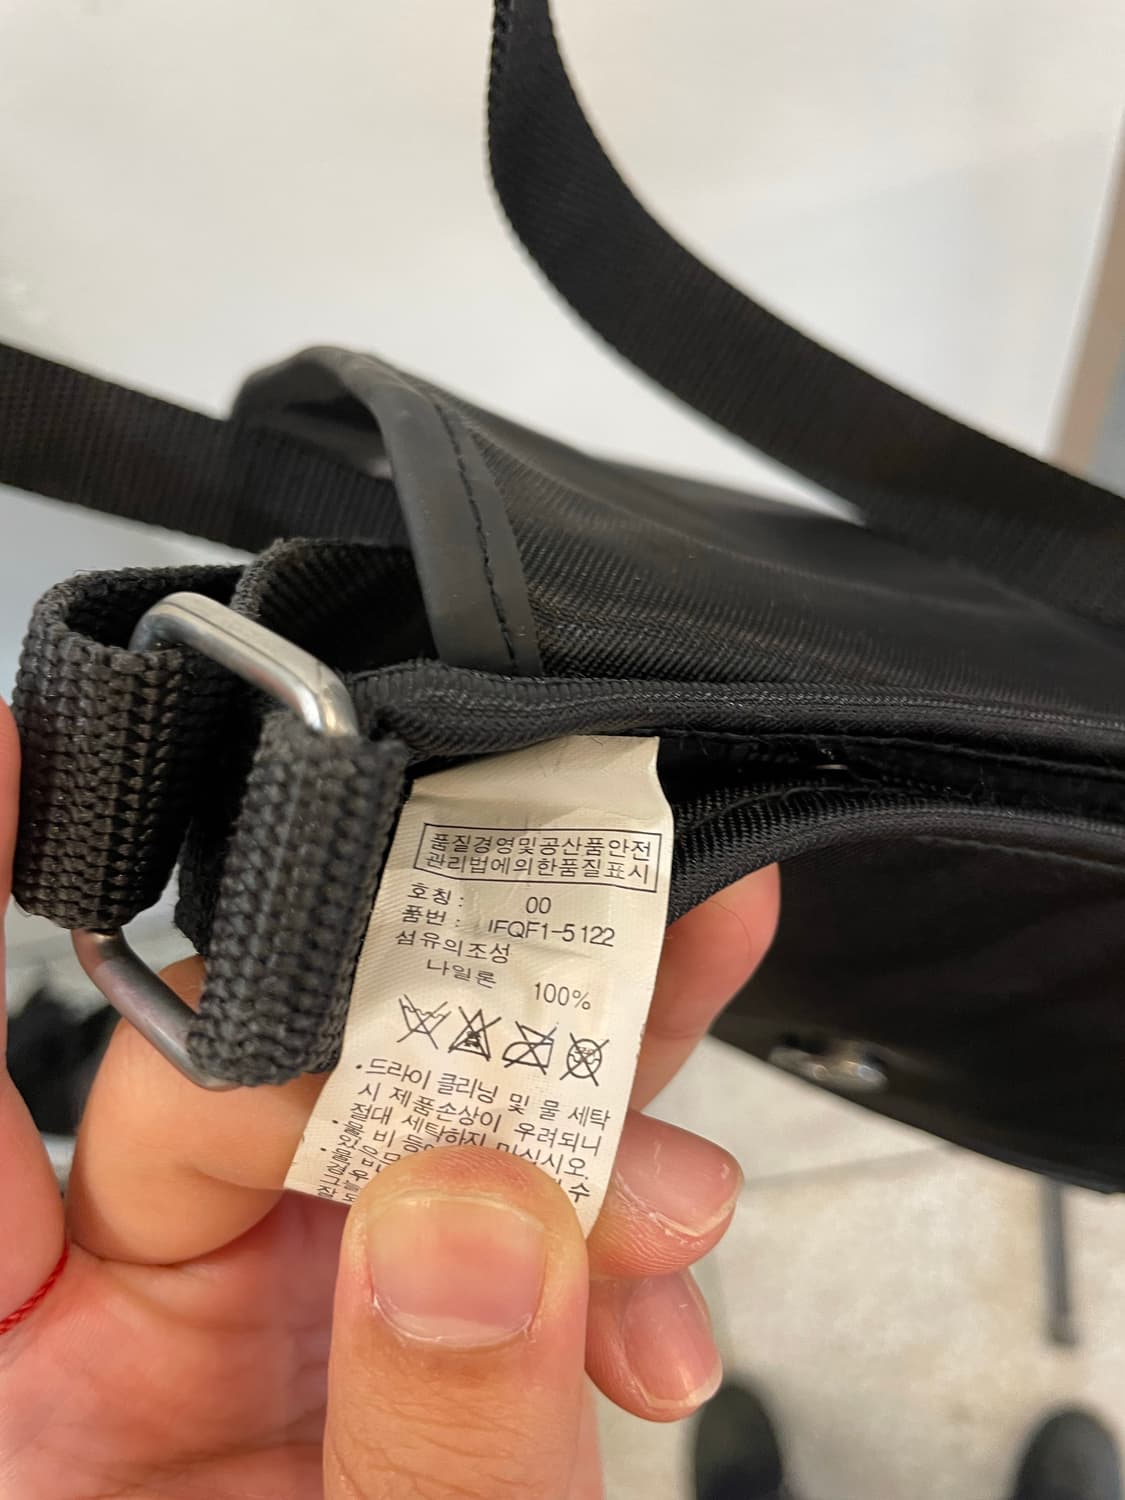 품질경영및공산품안전
관리법에의한품질표시
호칭 : 00
품번 : IFQF1-5122
섬유의조성
나일론 100%
•드라이 클리닝 및 물 세탁
시 제품손상이 우려되니
절대 세탁하지 마십시오.